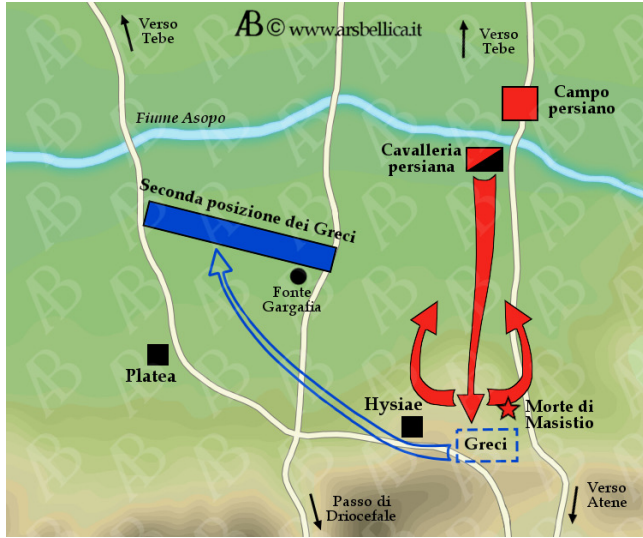 AB © www.arsbellica.it
Verso
Tebe
Verso
Tebe
Campo
persiano
Fiume Asopo
Cavalleria
persiana
Seconda posizione dei Greci
Fonte
Gargafia
Platea
Hysiae
Morte di
Masistio
Greci
Passo di
Driocefale
Verso
Atene